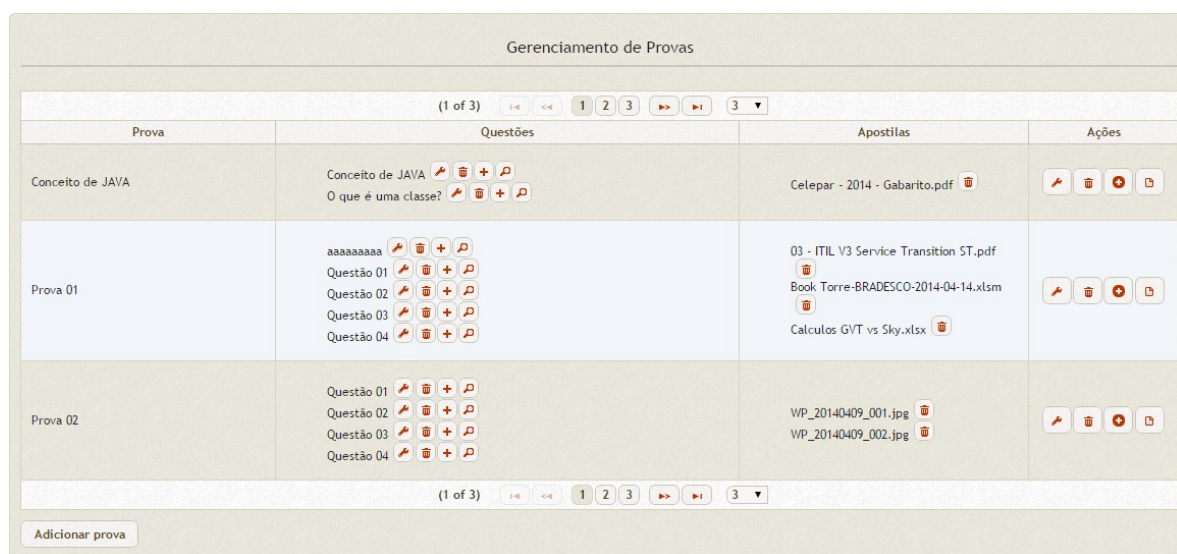 Gerenciamento de Provas
(1 of 3) 1 2 3 3
Prova Questões Apostilas Ações
Conceito de JAVA
Conceito de JAVA
O que é uma classe?
Celepar - 2014 - Gabarito.pdf
Prova 01
aaaaaaaaa
Questão 01
Questão 02
Questão 03
Questão 04
03 - ITIL V3 Service Transition ST.pdf
Book Torre-BRADESCO-2014-04-14.xlsm
Calculos GVT vs Sky.xlsx
Prova 02
Questão 01
Questão 02
Questão 03
Questão 04
WP_20140409_001.jpg
WP_20140409_002.jpg
(1 of 3) 1 2 3 3
Adicionar prova